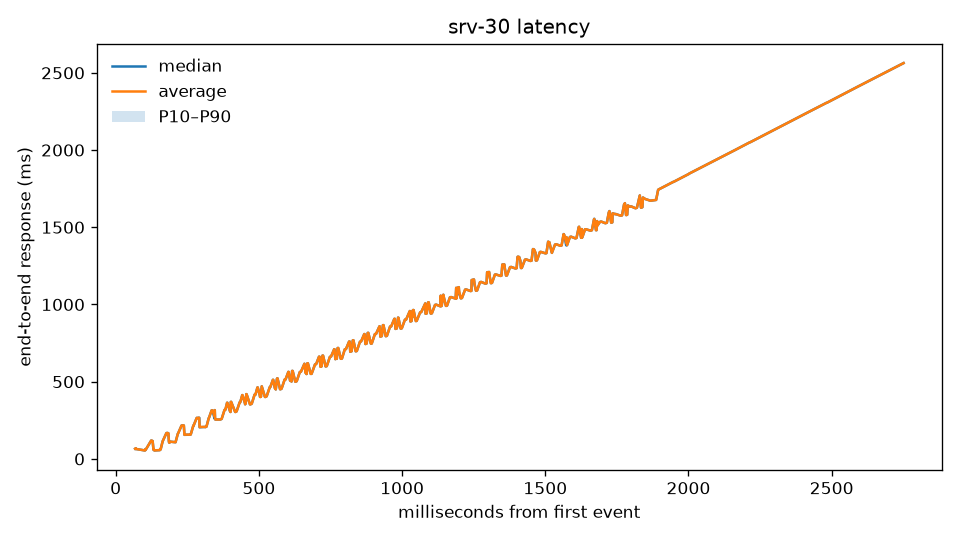 srv-30 latency
median
average
P10–P90
end-to-end response (ms)
2500
2000
1500
1000
500
0
0 500 1000 1500 2000 2500
milliseconds from first event